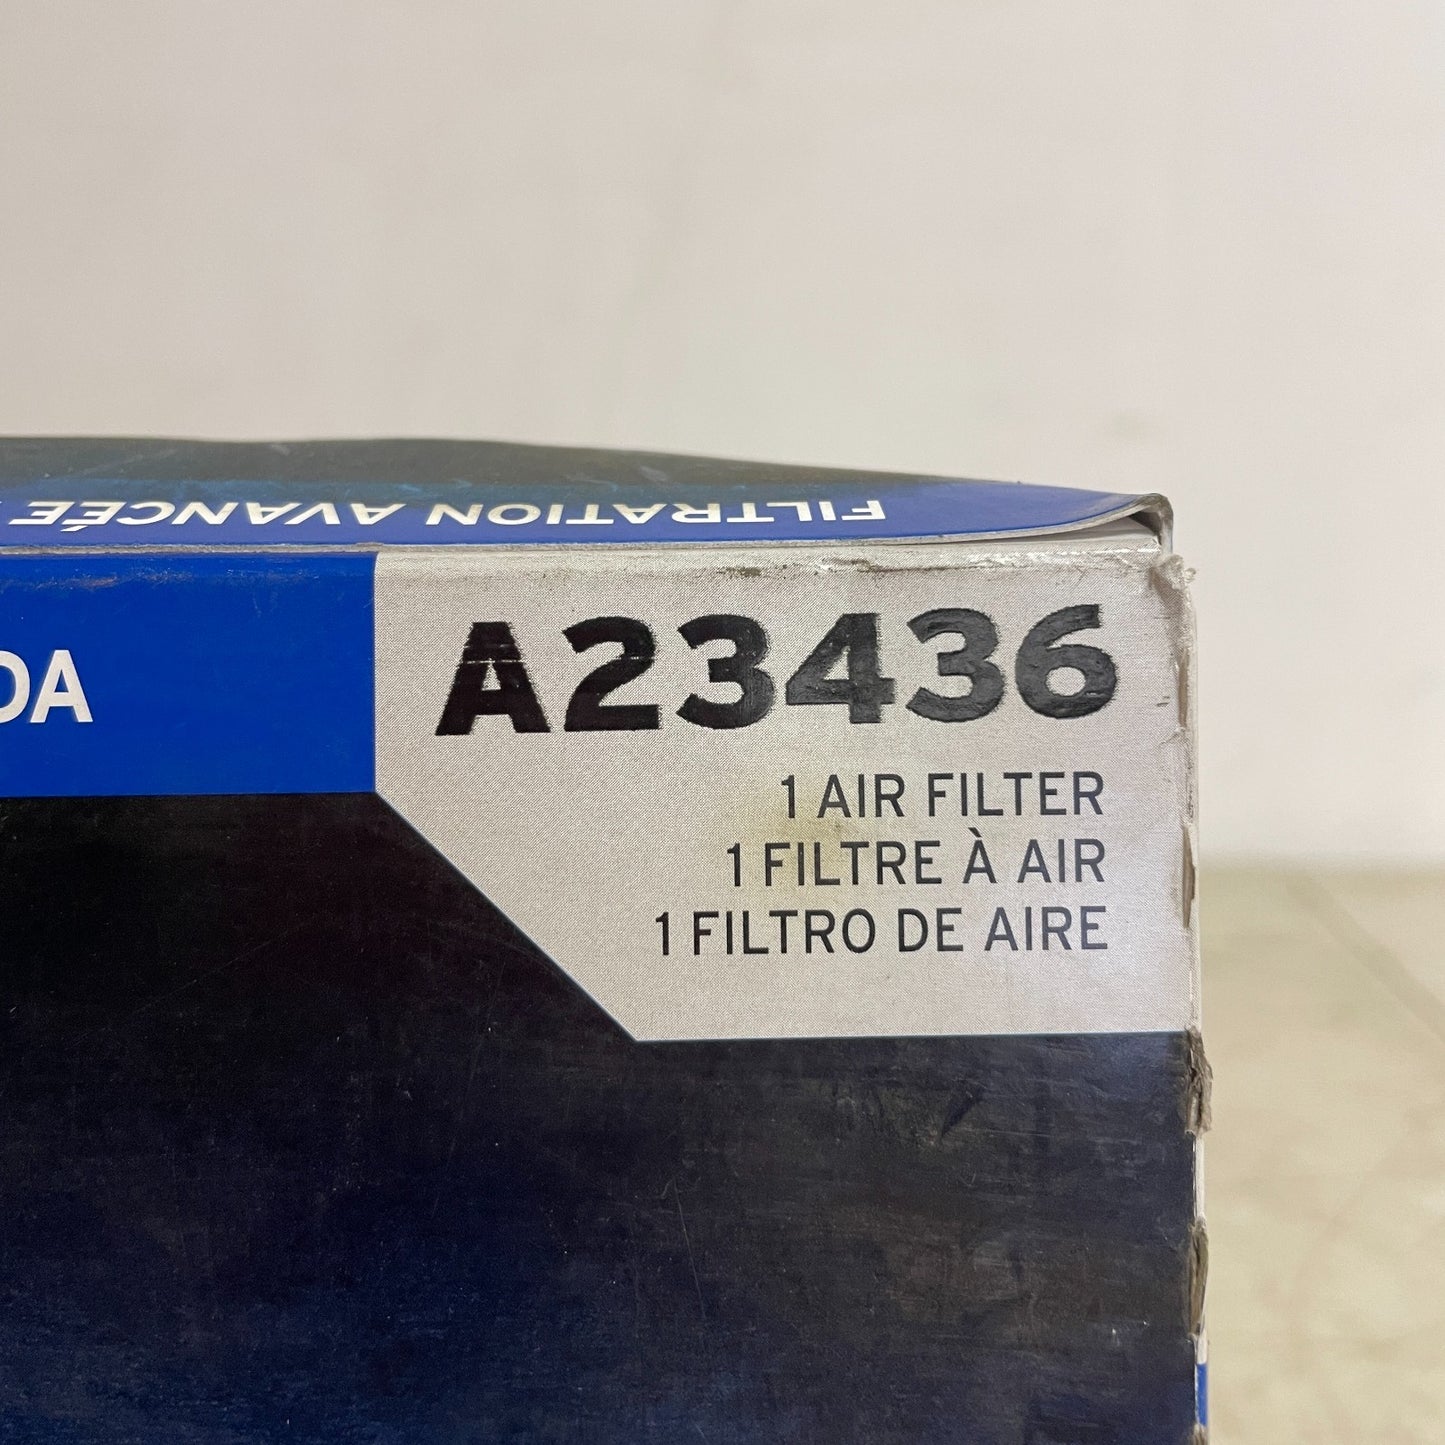 FILTRATION AVANCÉE
DA
A23436
1 AIR FILTER
1 FILTRE À AIR
1 FILTRO DE AIRE